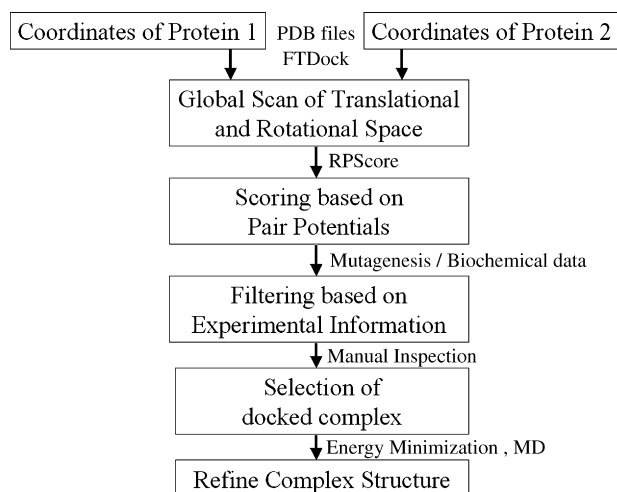 Coordinates of Protein 1
PDB files
FTDock
Coordinates of Protein 2
Global Scan of Translational
and Rotational Space
RPScore
Scoring based on
Pair Potentials
Mutagenesis / Biochemical data
Filtering based on
Experimental Information
Manual Inspection
Selection of
docked complex
Energy Minimization , MD
Refine Complex Structure